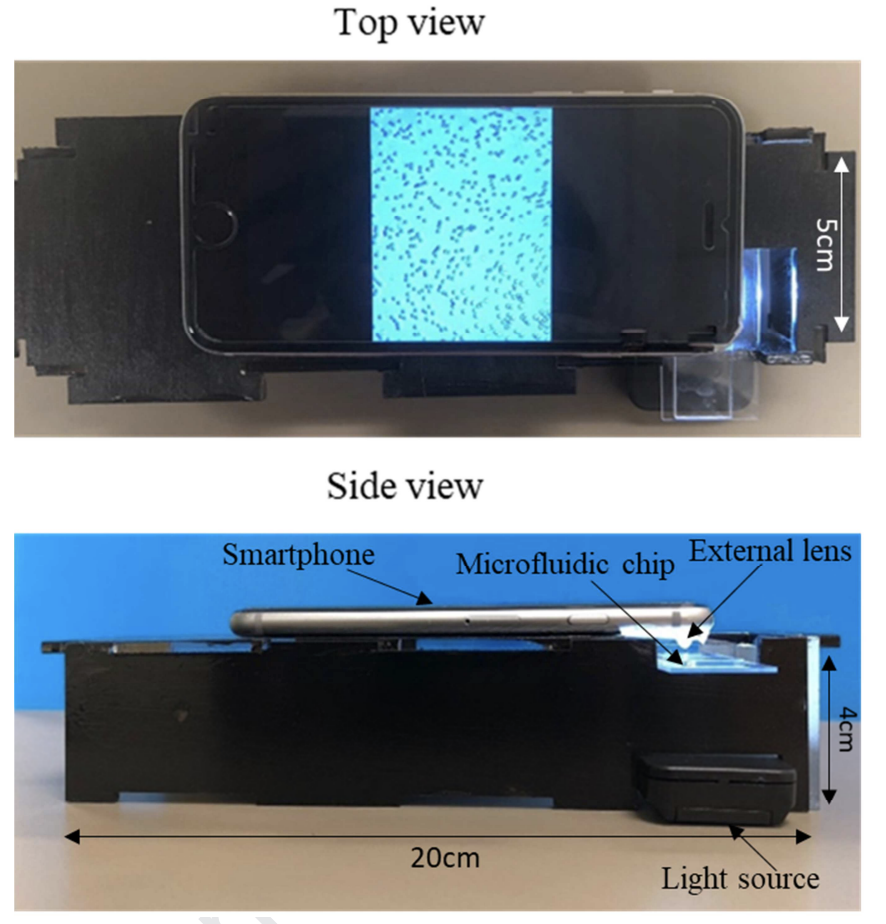 Top view
5cm
Side view
Smartphone
Microfluidic chip
External lens
4cm
20cm
Light source